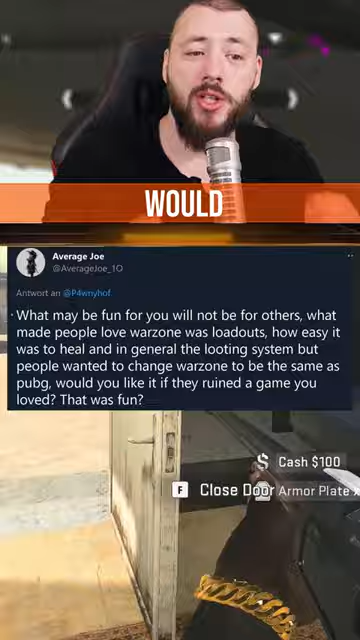 WOULD
Average Joe
@AverageJoe_1O
Antwort an @P4wnyhof
What may be fun for you will not be for others, what
made people love warzone was loadouts, how easy it
was to heal and in general the looting system but
people wanted to change warzone to be the same as
pubg, would you like it if they ruined a game you
loved? That was fun?
$ Cash $100
F Close Door Armor Plate x